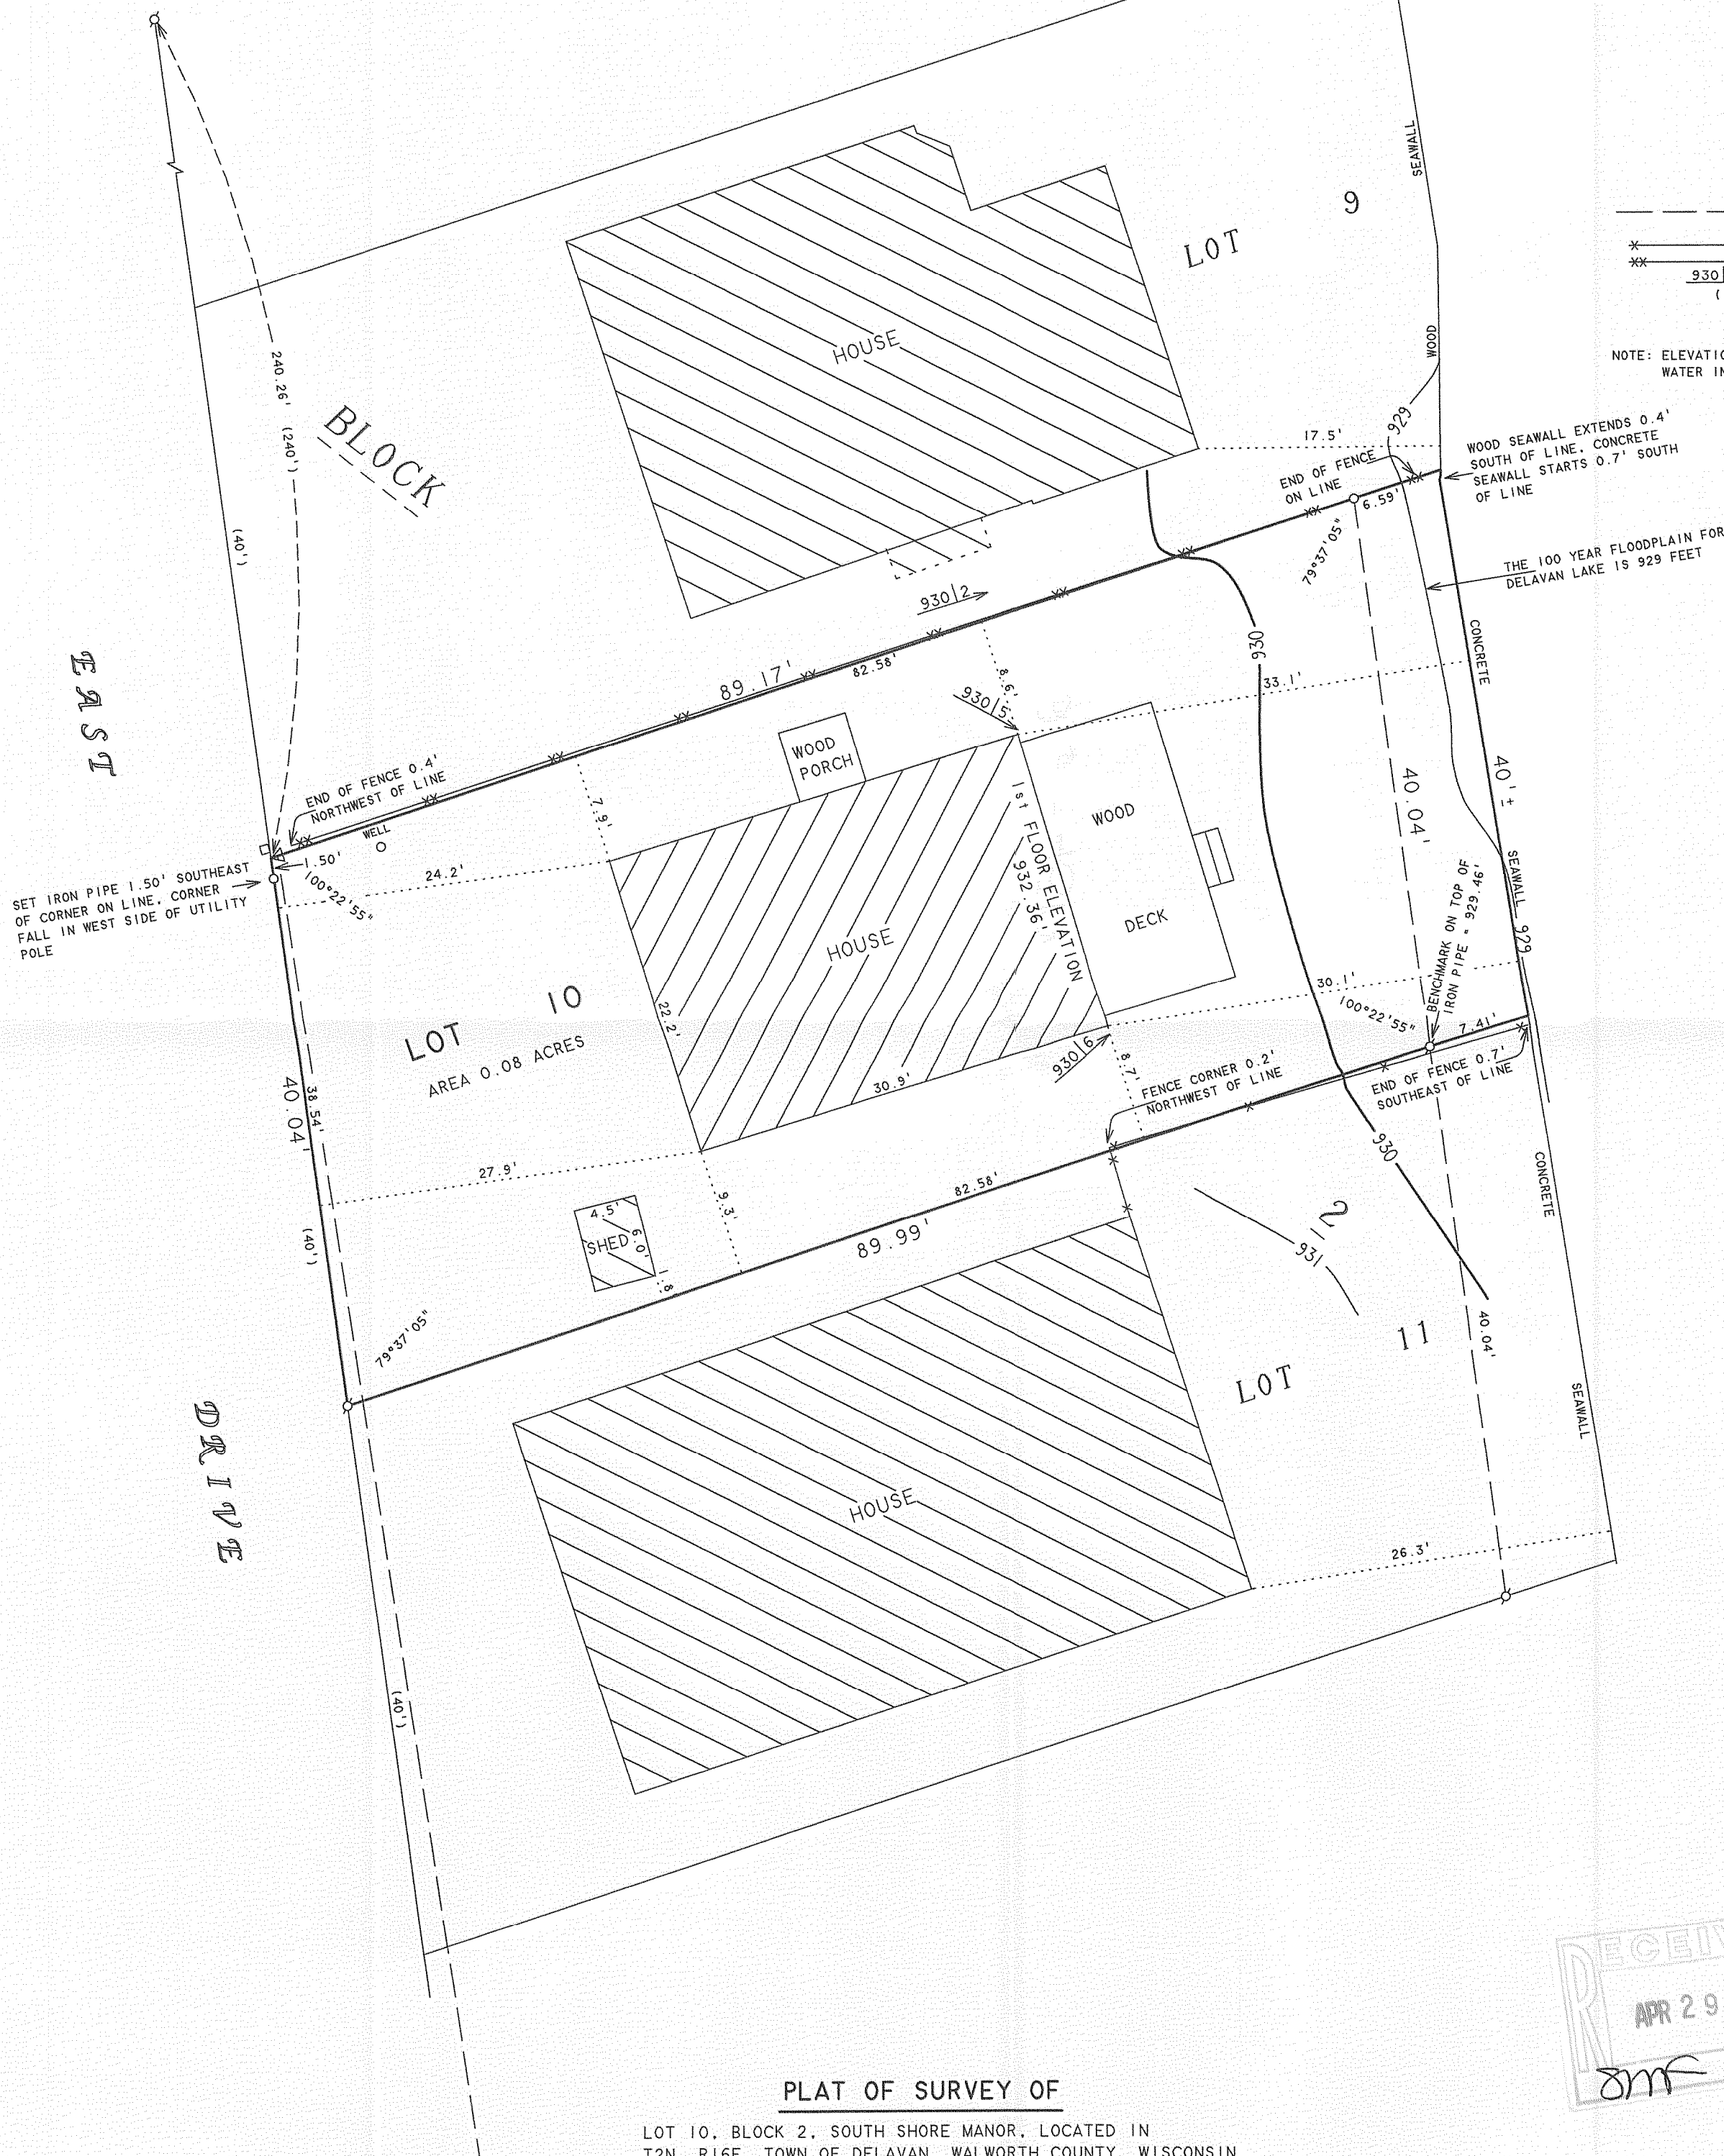 SEAWALL
9
LOT
HOUSE
WOOD
930
(
NOTE: ELEVATIO
WATER IN
240.26'
(240')
BLOCK
(40')
929
17.5'
END OF FENCE
ON LINE
6.59'
WOOD SEAWALL EXTENDS 0.4'
SOUTH OF LINE, CONCRETE
SEAWALL STARTS 0.7' SOUTH
OF LINE
79°37'05"
THE 100 YEAR FLOODPLAIN FOR
DELAVAN LAKE IS 929 FEET
930|2
930
CONCRETE
EAST
89.17'
82.58'
8.6'
33.1'
930|5
WOOD
PORCH
END OF FENCE 0.4'
NORTHWEST OF LINE
7.9'
WELL
1.50'
100°22'55"
24.2'
SET IRON PIPE 1.50' SOUTHEAST
OF CORNER ON LINE, CORNER
FALL IN WEST SIDE OF UTILITY
POLE
1st FLOOR ELEVATION
932.36'
WOOD
DECK
40.04'
40'±
SEAWALL
929
BENCHMARK ON TOP OF
IRON PIPE = 929.46'
HOUSE
22.2'
30.9'
30.1'
100°22'55"
7.41'
930|6
8.7'
LOT 10
AREA 0.08 ACRES
FENCE CORNER 0.2'
NORTHWEST OF LINE
END OF FENCE 0.7'
SOUTHEAST OF LINE
38.54'
40.04'
27.9'
9.3'
82.58'
89.99'
930
CONCRETE
4.5'
SHED
6.0'
.8'
(40')
2
931
79°37'05"
11
LOT
40.04'
SEAWALL
DRIVE
HOUSE
26.3'
(40')
RECEIV
APR 29
SMF
PLAT OF SURVEY OF
LOT 10, BLOCK 2, SOUTH SHORE MANOR, LOCATED IN
T2N, R16E, TOWN OF DELAVAN, WALWORTH COUNTY, WISCONSIN